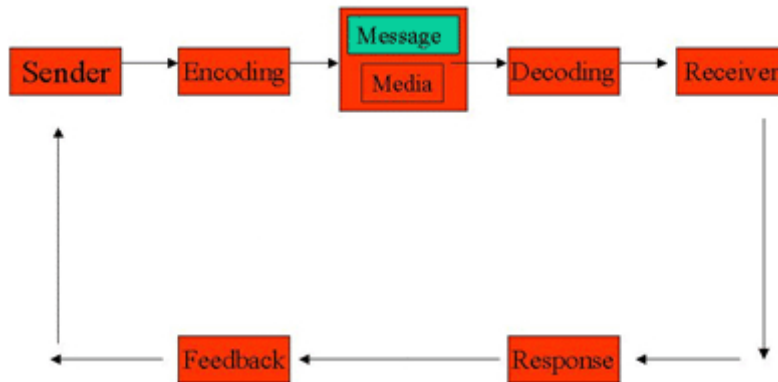 Message
Sender
Encoding
Media
Decoding
Receiver
Feedback
Response